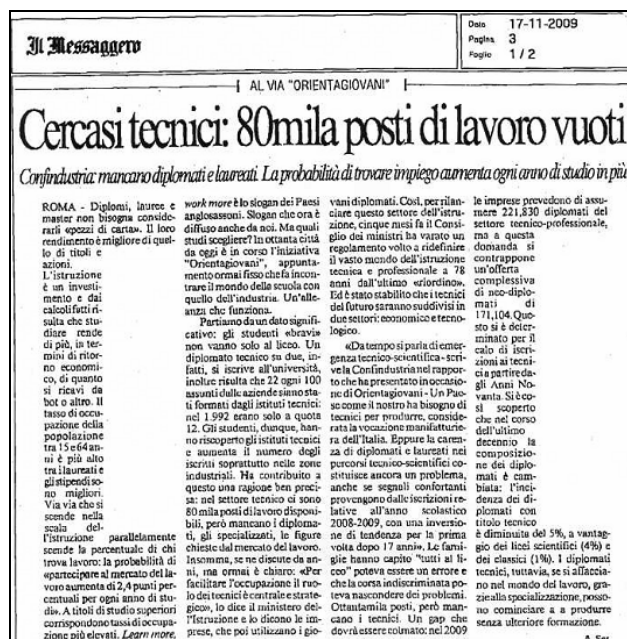 Il Messaggero
Data 17-11-2009
Pagina 3
Foglio 1 / 2
AL VIA "ORIENTAGIOVANI"
Cercasi tecnici: 80mila posti di lavoro vuoti
Confindustria: mancano diplomati e laureati. La probabilità di trovare impiego aumenta ogni anno di studio in più
ROMA - Diplomi, lauree e
master non bisogna conside-
rarli «pezzi di carta». Il loro
rendimento è migliore di quel-
lo di titoli e
azioni.
L'istruzione
è un investi-
mento e dai
calcoli fatti ri-
sulta che stu-
diare rende
di più, in ter-
mini di ritor-
no economi-
co, di quanto
si ricavi da
bot o altro. Il
tasso di occu-
pazione della
popolazione
tra 15 e 64 an-
ni è più alto
tra i laureati e
gli stipendi so-
no migliori.
Via via che si
scende nella
scala del-
l'istruzione parallelamente
scende la percentuale di chi
trova lavoro: la probabilità di
«partecipare al mercato del la-
voro aumenta di 2,4 punti per-
centuali per ogni anno di stu-
di». A titoli di studio superiori
corrispondono tassi di occupa-
zione più elevati. Learn more,
work more è lo slogan dei Paesi
anglosassoni. Slogan che ora è
diffuso anche da noi. Ma quali
studi scegliere? In ottanta città
da oggi è in corso l'iniziativa
"Orientagiovani", appunta-
mento ormai fisso che fa incon-
trare il mondo della scuola con
quello dell'industria. Un'alle-
anza che funziona.
Partiamo da un dato signifi-
cativo: gli studenti «bravi»
non vanno solo al liceo. Un
diplomato tecnico su due, in-
fatti, si iscrive all'università,
inoltre risulta che 22 ogni 100
assunti dalle aziende sono sta-
ti formati dagli istituti tecnici:
nel 1.992 erano solo a quota
12. Gli studenti, dunque, han-
no riscoperto gli istituti tecnici
e aumenta il numero degli
iscritti soprattutto nelle zone
industriali. Ha contribuito a
questo una ragione ben preci-
sa: nel settore tecnico ci sono
80 mila posti di lavoro disponi-
bili, però mancano i diploma-
ti, gli specializzati, le figure
chieste dal mercato del lavoro.
Insomma, se ne discute da an-
ni, ma ormai è chiaro: «Per
facilitare l'occupazione il ruo-
lo dei tecnici è centrale e strate-
gico», lo dice il ministero del-
l'Istruzione e lo dicono le im-
prese, che poi utilizzano i gio-
vani diplomati. Così, per rilan-
ciare questo settore dell'istru-
zione, cinque mesi fa il Consi-
glio dei ministri ha varato un
regolamento volto a ridefinire
il vasto mondo dell'istruzione
tecnica e professionale a 78
anni dall'ultimo «riordino».
Ed è stato stabilito che i tecnici
del futuro saranno suddivisi in
due settori: economico e tecno-
logico.
«Da tempo si parla di emer-
genza tecnico-scientifica - scri-
ve la Confindustria nel rappor-
to che ha presentato in occasio-
ne di Orientagiovani - Un Pae-
se come il nostro ha bisogno di
tecnici per produrre, conside-
rata la vocazione manifatturie-
ra dell'Italia. Eppure la caren-
za di diplomati e laureati nei
percorsi tecnico-scientifici co-
stituisce ancora un problema,
anche se segnali confortanti
provengono dalle iscrizioni re-
lative all'anno scolastico
2008-2009, con una inversio-
ne di tendenza per la prima
volta dopo 17 anni». Le fami-
glie hanno capito "tutti al li-
ceo" poteva essere un errore e
che la corsa indiscriminata po-
teva nascondere dei problemi.
Ottantamila posti, però man-
cano i tecnici. Un gap che
dovrà essere colmato: nel 2009
le imprese prevedono di assu-
mere 221,830 diplomati del
settore tecnico-professionale,
ma a questa
domanda si
contrappone
un'offerta
complessiva
di neo-diplo-
mati di
171,104. Que-
sto si è deter-
minato per il
calo di iscri-
zioni ai tecni-
ci a partire da-
gli Anni No-
vanta. Si è co-
sì scoperto
che nel corso
dell'ultimo
decennio la
composizio-
ne dei diplo-
mati è cam-
biata: l'inci-
denza dei di-
plomati con
titolo tecnico
è diminuita del 5%, a vantag-
gio dei licei scientifici (4%) e
dei classici (1%). I diplomati
tecnici, tuttavia, se si affaccia-
no nel mondo del lavoro, gra-
zie alla specializzazione, posso-
no cominciare a a produrre
senza ulteriore formazione.
A. Ser.